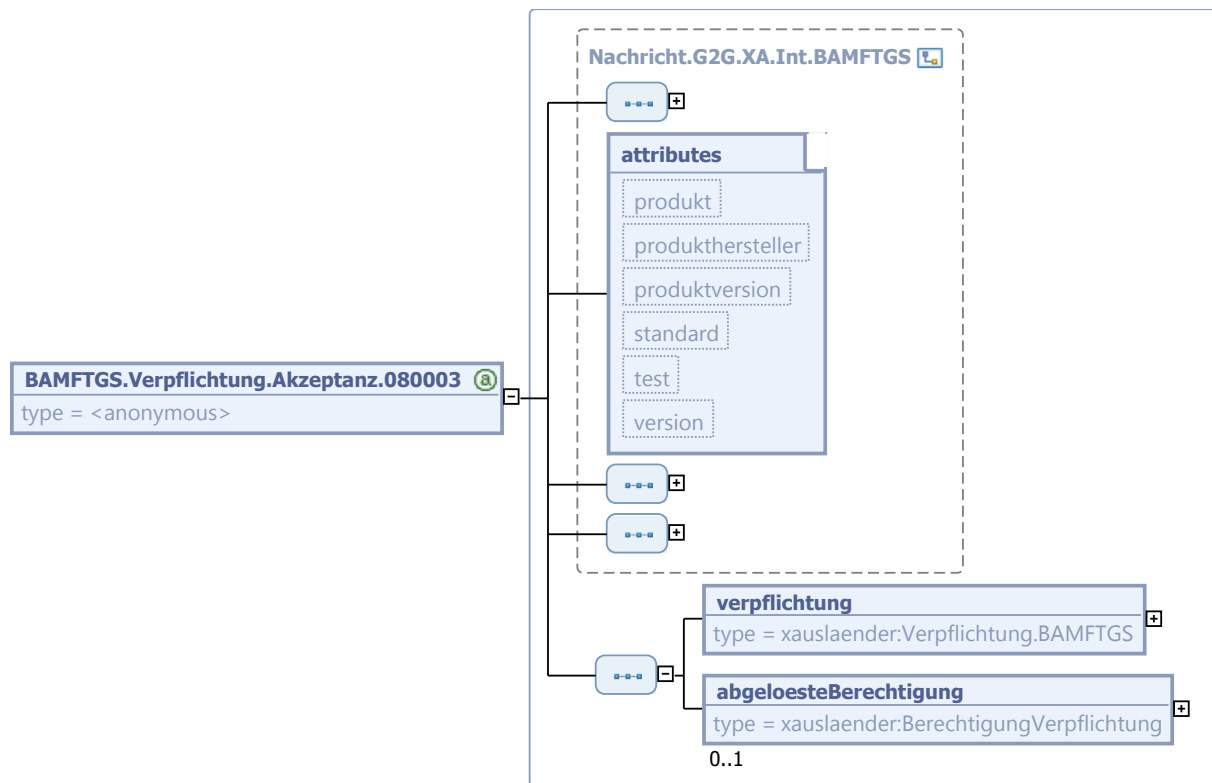 Nachricht.G2G.XA.Int.BAMFTGS
attributes
produkt
produkthersteller
produktversion
standard
test
version
BAMFTGS.Verpflichtung.Akzeptanz.080003 a
type = <anonymous>
verpflichtung
type = xauslaender:Verpflichtung.BAMFTGS
abgeloesteBerechtigung
type = xauslaender:BerechtigungVerpflichtung
0..1